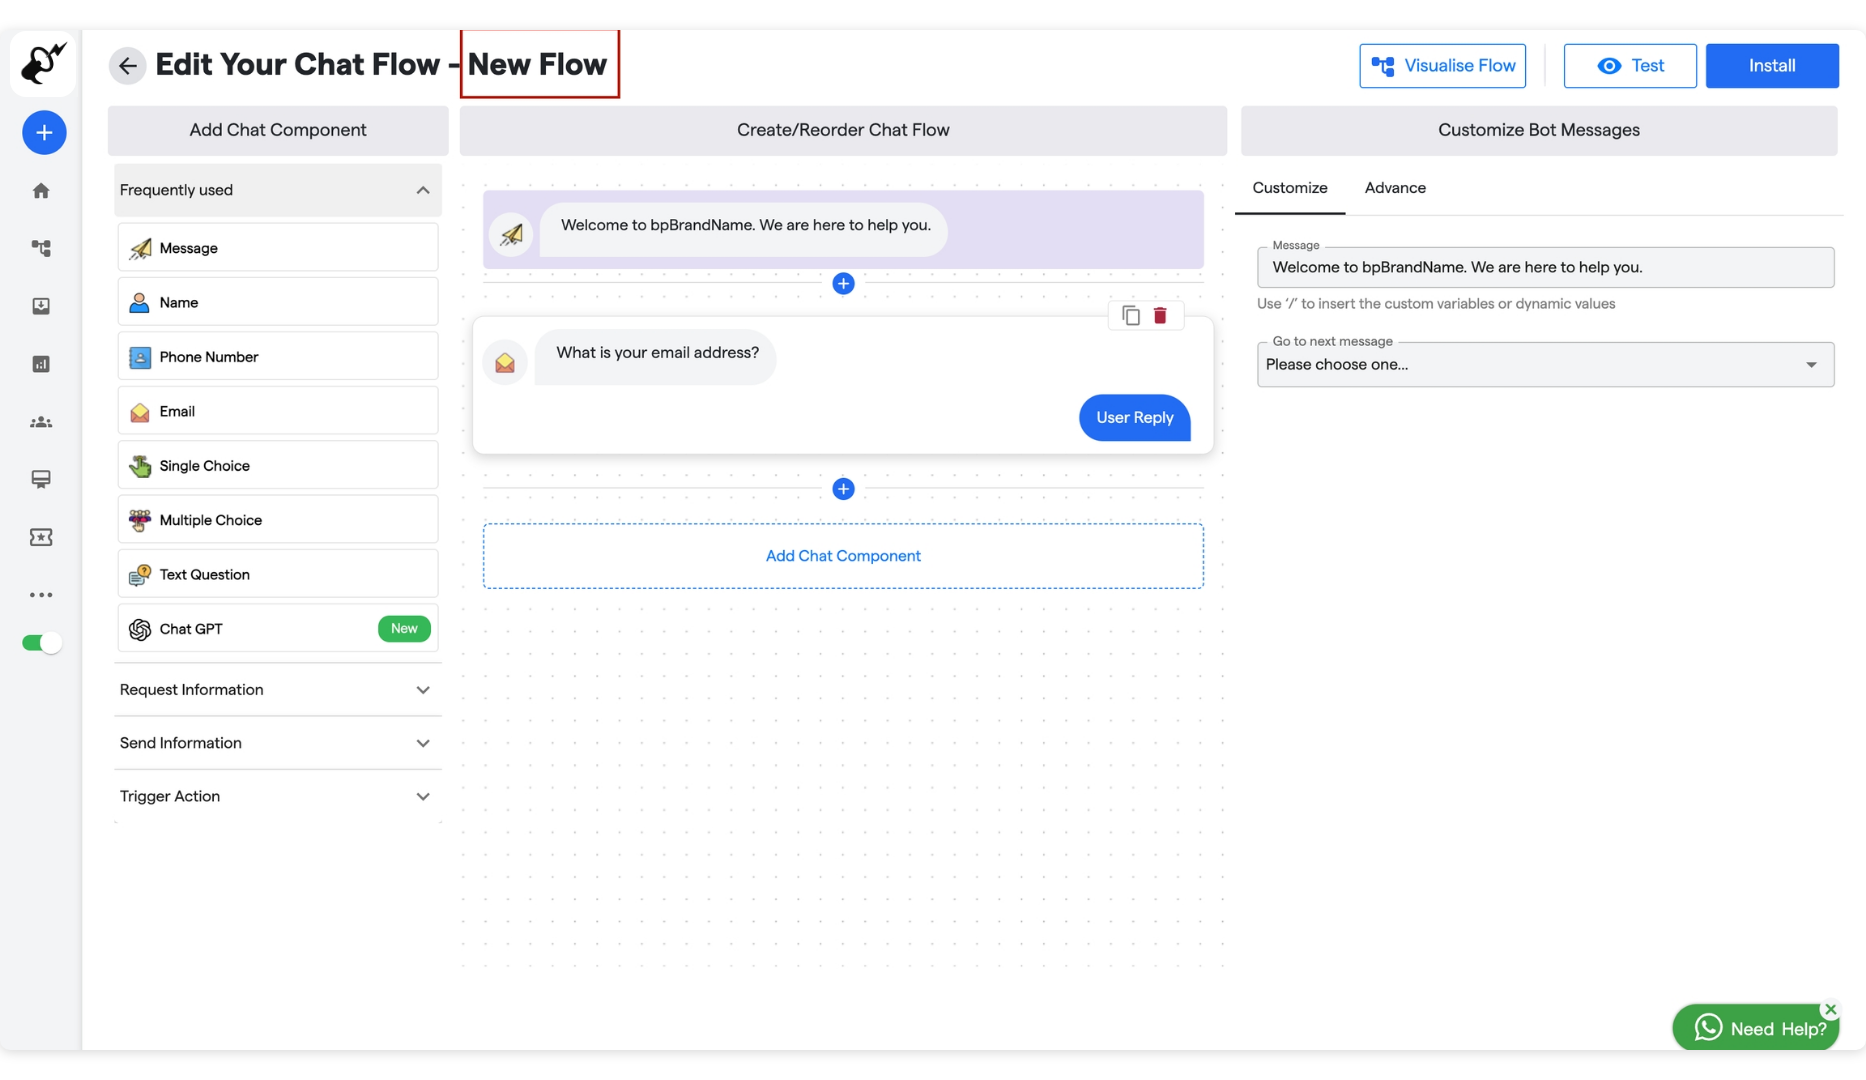 Edit Your Chat Flow - New Flow
Visualise Flow
Test
Install
Add Chat Component
Create/Reorder Chat Flow
Customize Bot Messages
Frequently used
Message
Name
Phone Number
Email
Single Choice
Multiple Choice
Text Question
Chat GPT
New
Request Information
Send Information
Trigger Action
Welcome to bpBrandName. We are here to help you.
What is your email address?
User Reply
Add Chat Component
Customize
Advance
Message
Welcome to bpBrandName. We are here to help you.
Use ‘/’ to insert the custom variables or dynamic values
Go to next message
Please choose one...
Need Help?